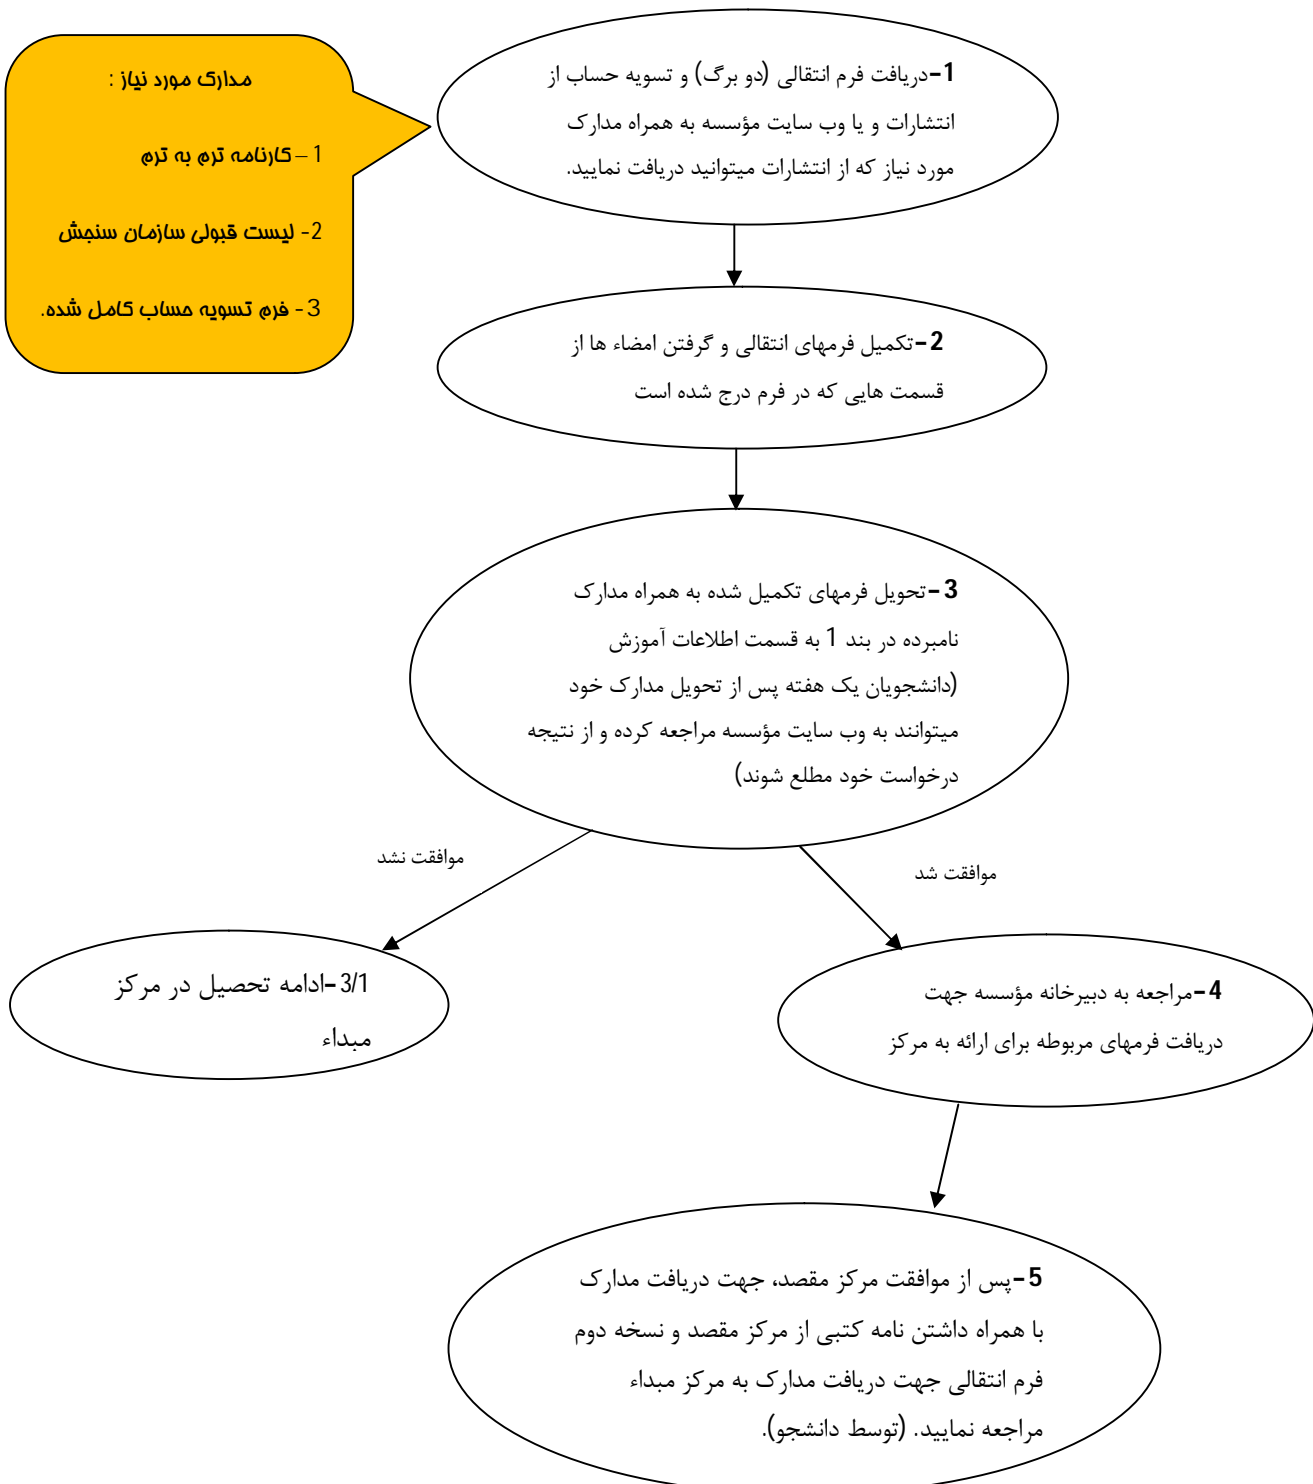 مدارک مورد نیاز :
1 – کارنامه ترم به ترم
2- لیست قبولی سازمان سنجش
3- فرم تسویه حساب کامل شده.
1-دریافت فرم انتقالی (دو برگ) و تسویه حساب از
انتشارات و یا وب سایت مؤسسه به همراه مدارک
مورد نیاز که از انتشارات میتوانید دریافت نمایید.
2-تکمیل فرمهای انتقالی و گرفتن امضاء ها از
قسمت هایی که در فرم درج شده است
3-تحویل فرمهای تکمیل شده به همراه مدارک
نامبرده در بند 1 به قسمت اطلاعات آموزش
(دانشجویان یک هفته پس از تحویل مدارک خود
میتوانند به وب سایت مؤسسه مراجعه کرده و از نتیجه
درخواست خود مطلع شوند)
موافقت نشد
موافقت شد
3/1-ادامه تحصیل در مرکز
مبداء
4-مراجعه به دبیرخانه مؤسسه جهت
دریافت فرمهای مربوطه برای ارائه به مرکز
5-پس از موافقت مرکز مقصد، جهت دریافت مدارک
با همراه داشتن نامه کتبی از مرکز مقصد و نسخه دوم
فرم انتقالی جهت دریافت مدارک به مرکز مبداء
مراجعه نمایید. (توسط دانشجو).